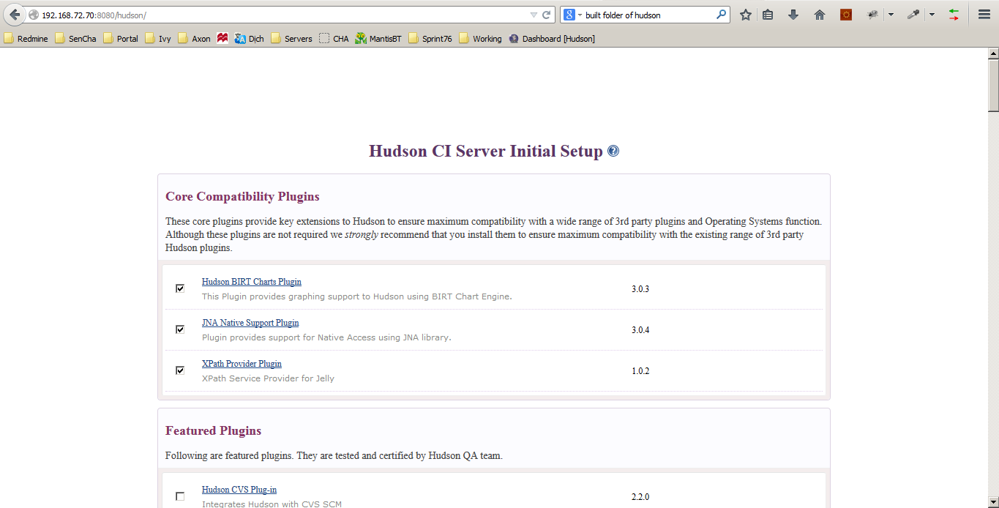 192.168.72.70:8080/hudson/
built folder of hudson
Redmine SenCha Portal Ivy Axon Dịch Servers CHA MantisBT Sprint76 Working Dashboard [Hudson]
Hudson CI Server Initial Setup
Core Compatibility Plugins
These core plugins provide key extensions to Hudson to ensure maximum compatibility with a wide range of 3rd party plugins and Operating Systems function.
Although these plugins are not required we strongly recommend that you install them to ensure maximum compatibility with the existing range of 3rd party
Hudson plugins.
Hudson BIRT Charts Plugin 3.0.3
This Plugin provides graphing support to Hudson using BIRT Chart Engine.
JNA Native Support Plugin 3.0.4
Plugin provides support for Native Access using JNA library.
XPath Provider Plugin 1.0.2
XPath Service Provider for Jelly
Featured Plugins
Following are featured plugins. They are tested and certified by Hudson QA team.
Hudson CVS Plug-in 2.2.0
Integrates Hudson with CVS SCM